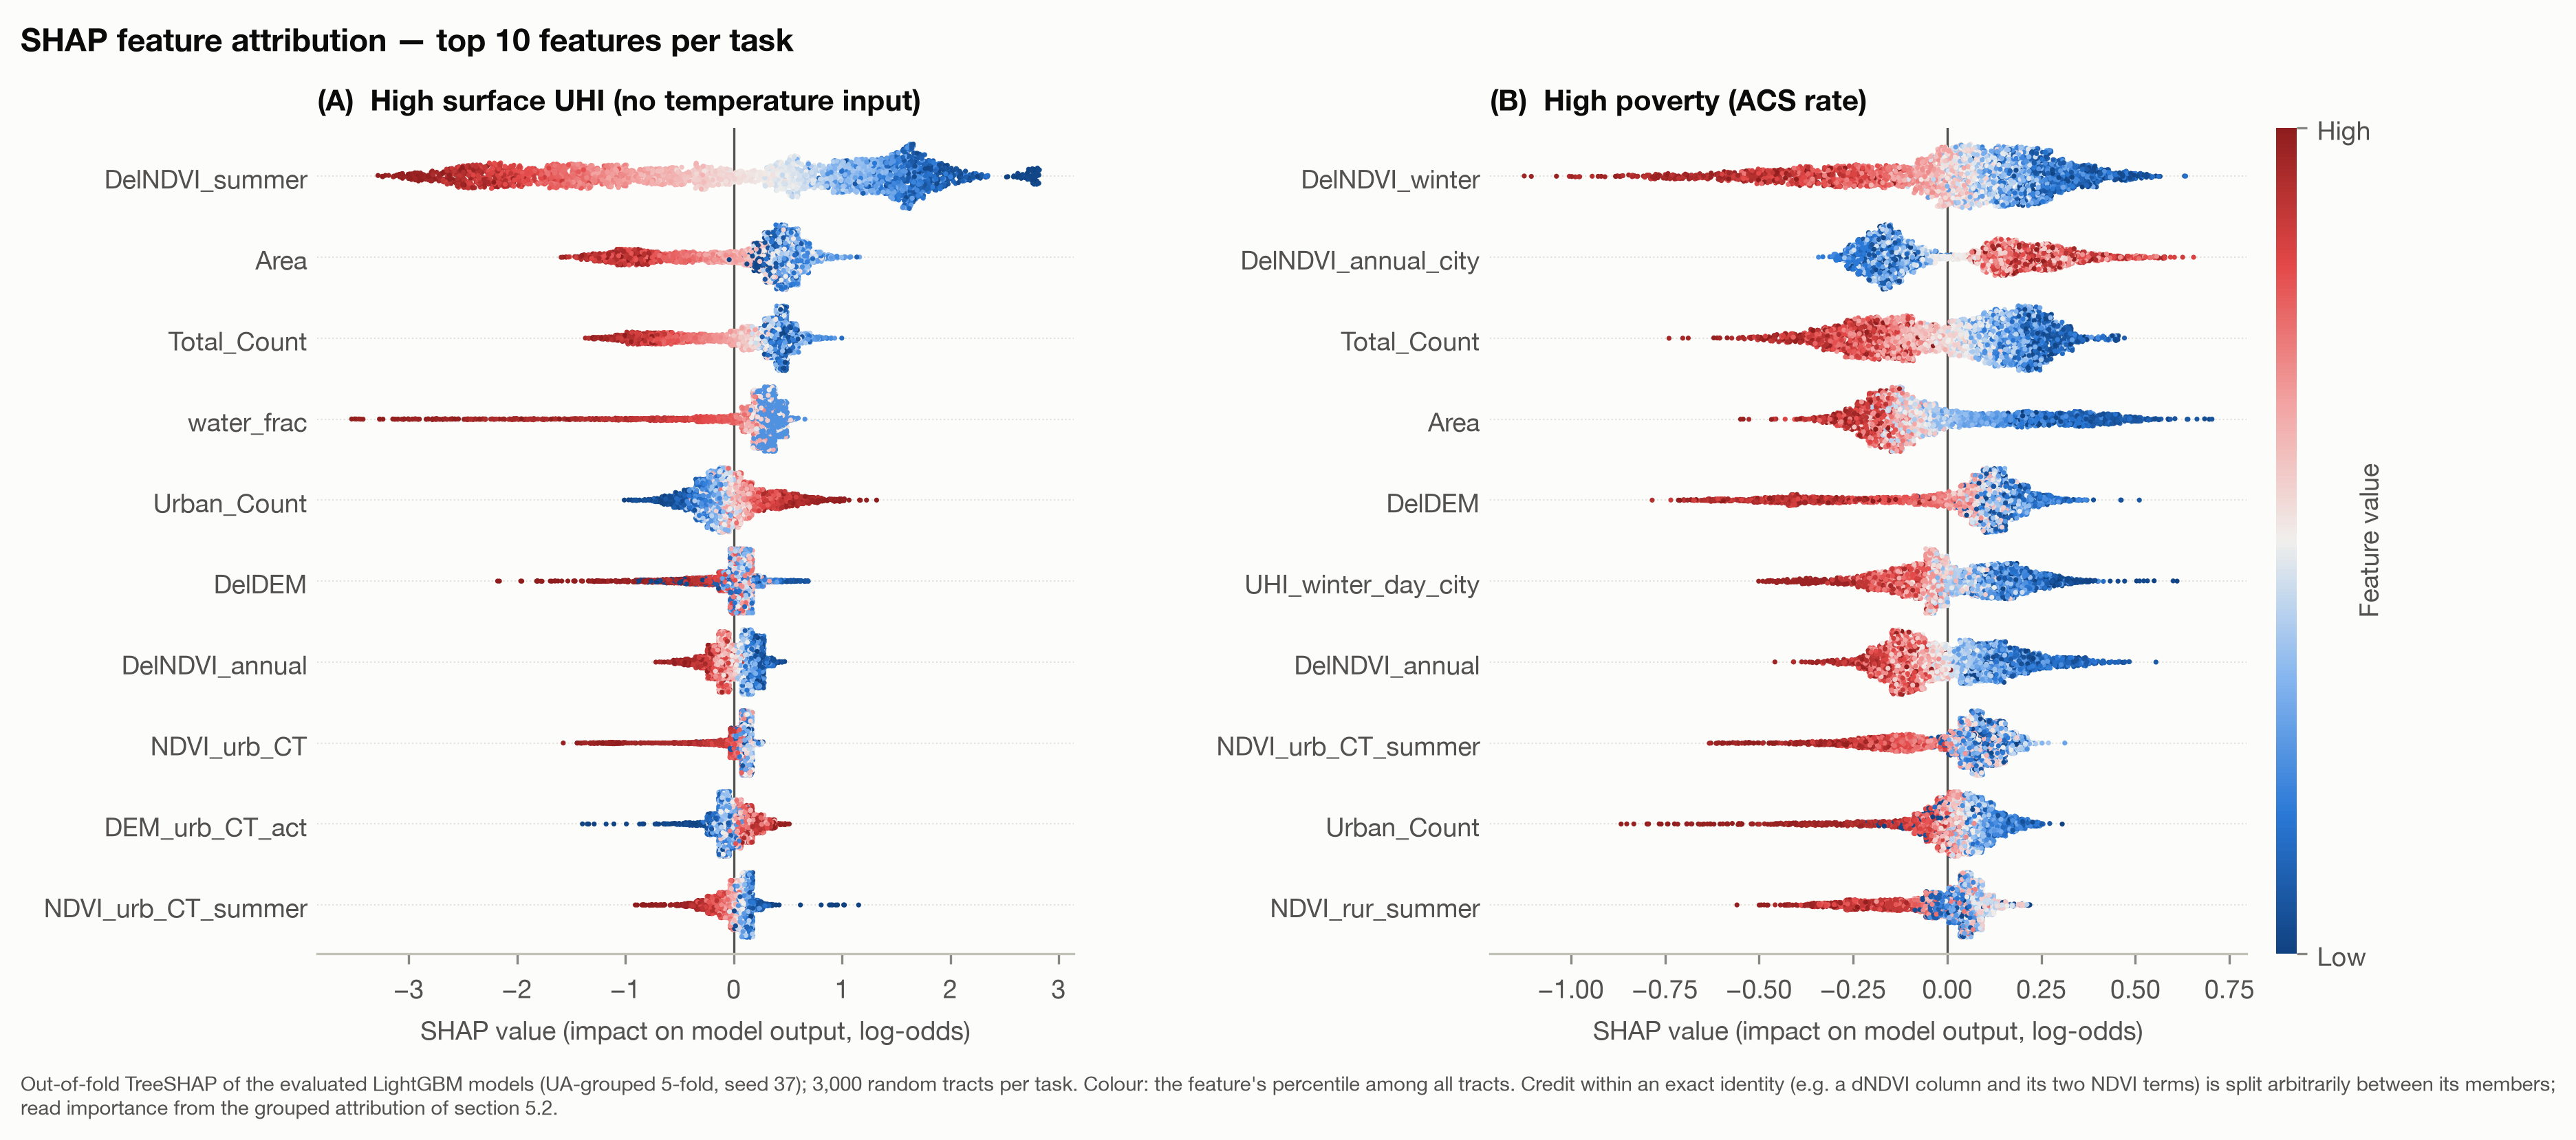 SHAP feature attribution — top 10 features per task
(A) High surface UHI (no temperature input)
DelNDVI_summer
Area
Total_Count
water_frac
Urban_Count
DelDEM
DelNDVI_annual
NDVI_urb_CT
DEM_urb_CT_act
NDVI_urb_CT_summer
−3 −2 −1 0 1 2 3
SHAP value (impact on model output, log-odds)
(B) High poverty (ACS rate)
DelNDVI_winter
DelNDVI_annual_city
Total_Count
Area
DelDEM
UHI_winter_day_city
DelNDVI_annual
NDVI_urb_CT_summer
Urban_Count
NDVI_rur_summer
−1.00 −0.75 −0.50 −0.25 0.00 0.25 0.50 0.75
SHAP value (impact on model output, log-odds)
High
Feature value
Low
Out-of-fold TreeSHAP of the evaluated LightGBM models (UA-grouped 5-fold, seed 37); 3,000 random tracts per task. Colour: the feature's percentile among all tracts. Credit within an exact identity (e.g. a dNDVI column and its two NDVI terms) is split arbitrarily between its members;
read importance from the grouped attribution of section 5.2.